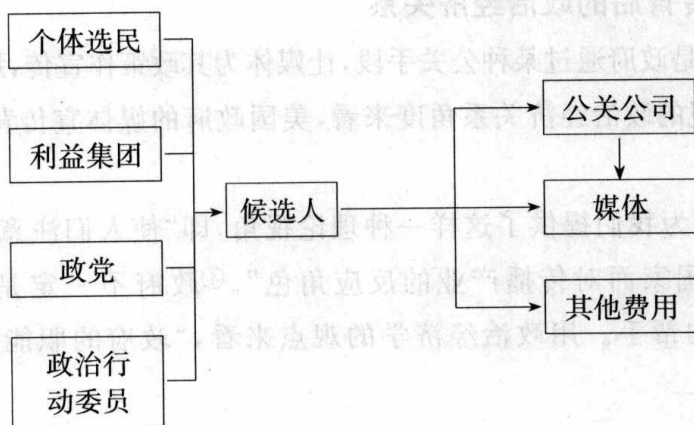 个体选民
利益集团
政党
政治行
动委员
候选人
公关公司
媒体
其他费用